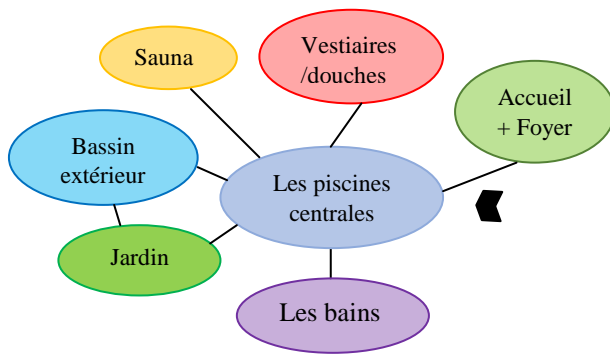 Sauna
Vestiaires
/douches
Accueil
+ Foyer
Bassin
extérieur
Les piscines
centrales
Jardin
Les bains